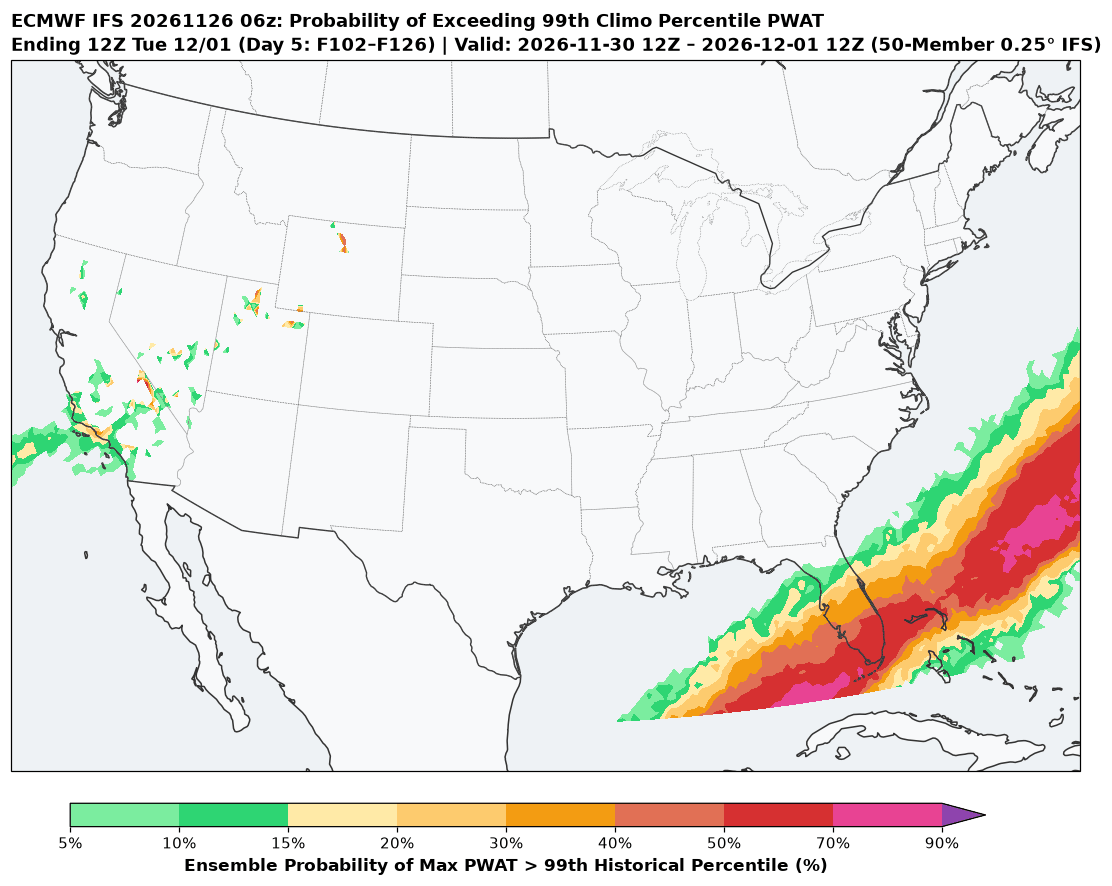 ECMWF IFS 20261126 06z: Probability of Exceeding 99th Climo Percentile PWAT
Ending 12Z Tue 12/01 (Day 5: F102–F126) | Valid: 2026-11-30 12Z – 2026-12-01 12Z (50-Member 0.25° IFS)
5% 10% 15% 20% 30% 40% 50% 70% 90%
Ensemble Probability of Max PWAT > 99th Historical Percentile (%)